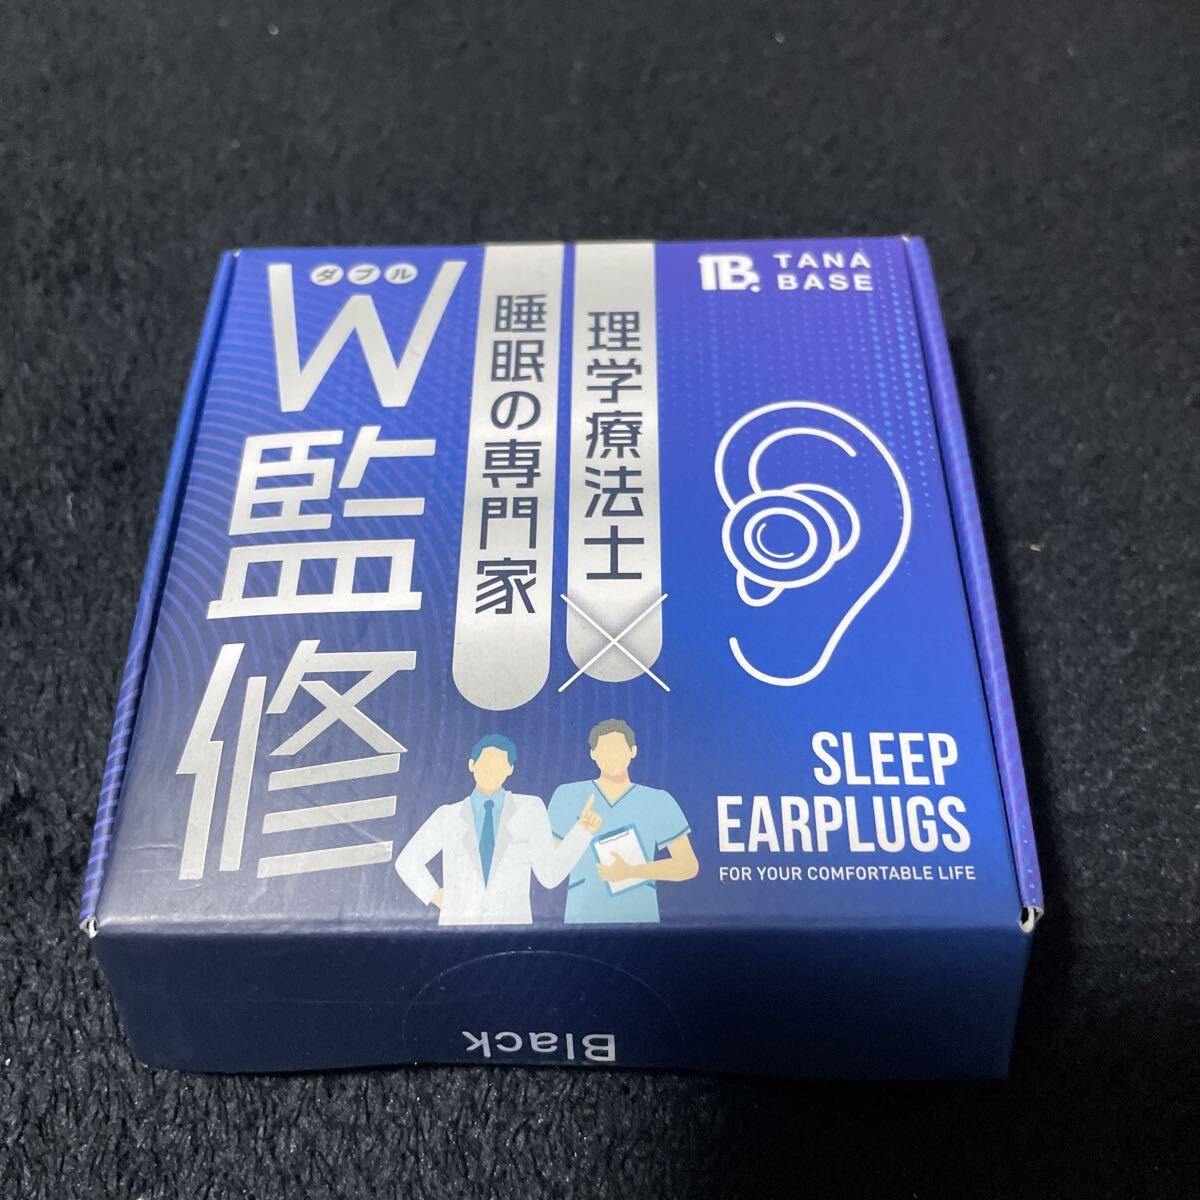 ダブル
W監修
理学療法士
×
睡眠の専門家
TB.
TANA
BASE
SLEEP
EARPLUGS
FOR YOUR COMFORTABLE LIFE
Black